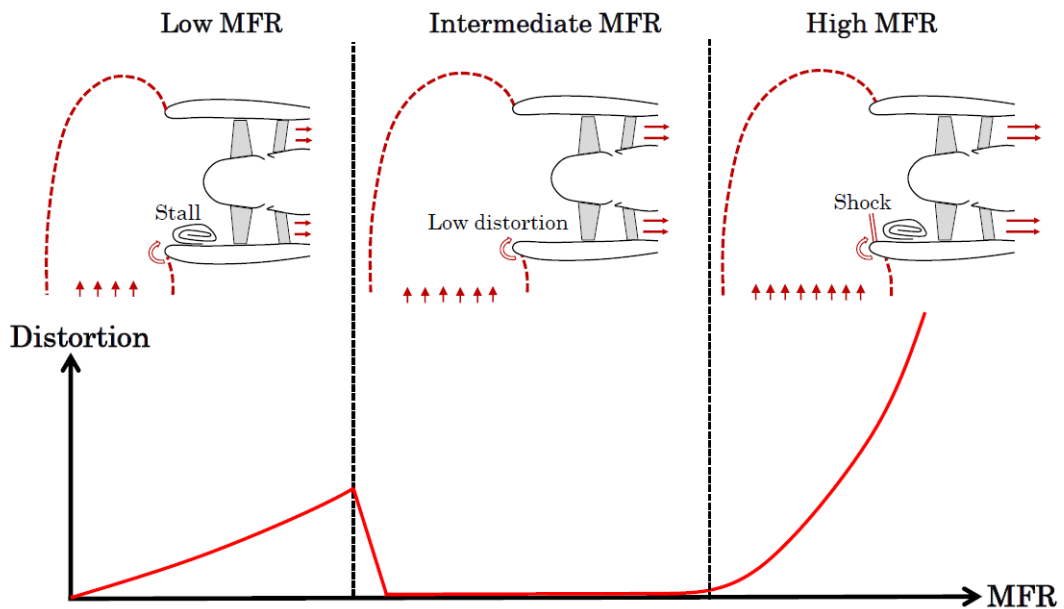 Low MFR
Intermediate MFR
High MFR
Stall
Low distortion
Shock
Distortion
MFR